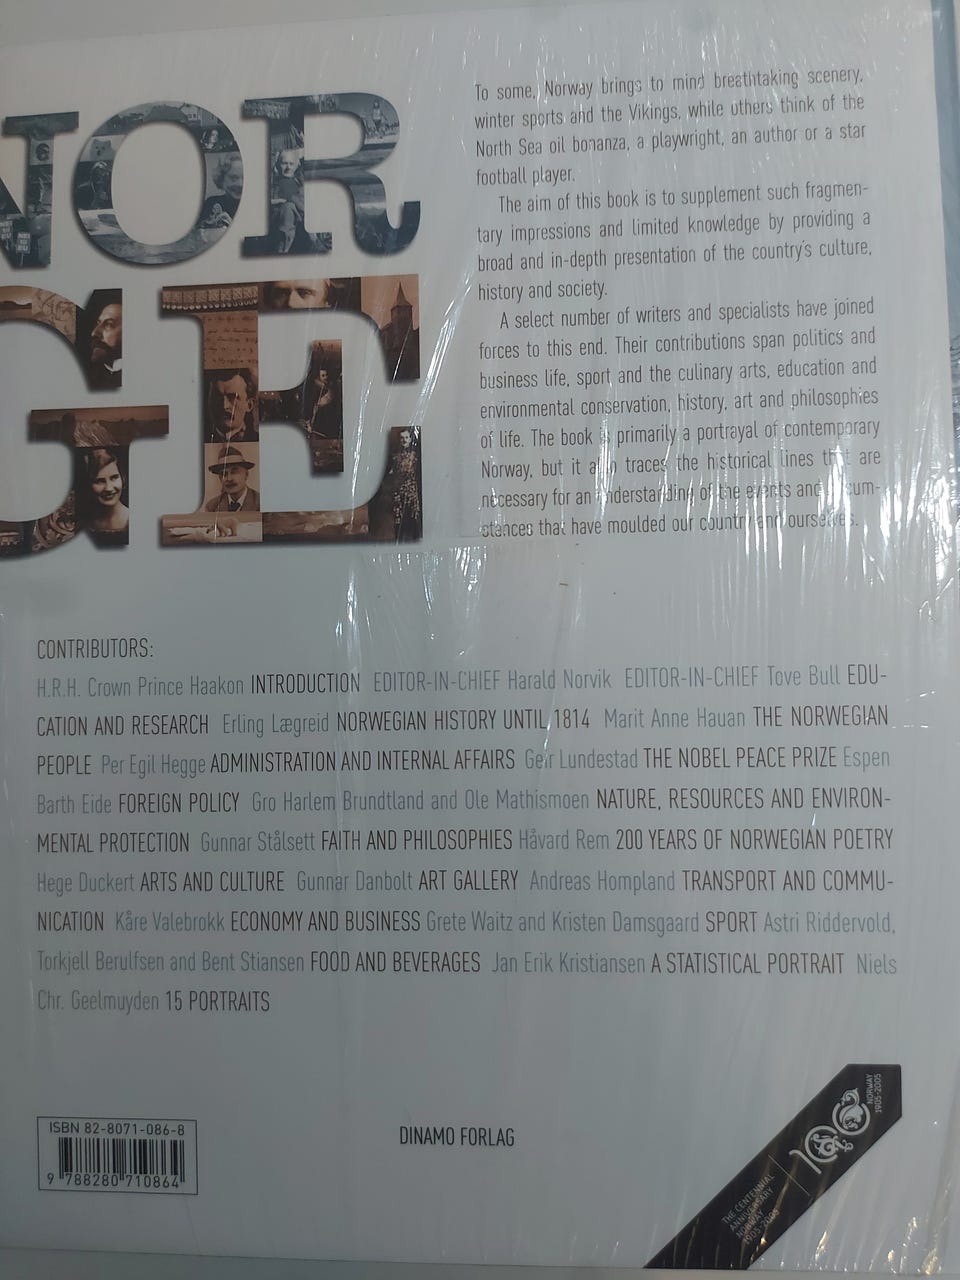 NOR
GE
To some, Norway brings to mind breathtaking scenery,
winter sports and the Vikings, while others think of the
North Sea oil bonanza, a playwright, an author or a star
football player.
The aim of this book is to supplement such fragmen-
tary impressions and limited knowledge by providing a
broad and in-depth presentation of the country's culture,
history and society.
A select number of writers and specialists have joined
forces to this end. Their contributions span politics and
business life, sport and the culinary arts, education and
environmental conservation, history, art and philosophies
of life. The book is primarily a portrayal of contemporary
Norway, but it also traces the historical lines that are
necessary for an understanding of the events and circum-
stances that have moulded our country and ourselves.
CONTRIBUTORS:
H.R.H. Crown Prince Haakon INTRODUCTION EDITOR-IN-CHIEF Harald Norvik EDITOR-IN-CHIEF Tove Bull EDU-
CATION AND RESEARCH Erling Lægreid NORWEGIAN HISTORY UNTIL 1814 Marit Anne Hauan THE NORWEGIAN
PEOPLE Per Egil Hegge ADMINISTRATION AND INTERNAL AFFAIRS Geir Lundestad THE NOBEL PEACE PRIZE Espen
Barth Eide FOREIGN POLICY Gro Harlem Brundtland and Ole Mathismoen NATURE, RESOURCES AND ENVIRON-
MENTAL PROTECTION Gunnar Stålsett FAITH AND PHILOSOPHIES Håvard Rem 200 YEARS OF NORWEGIAN POETRY
Hege Duckert ARTS AND CULTURE Gunnar Danbolt ART GALLERY Andreas Hompland TRANSPORT AND COMMU-
NICATION Kåre Valebrokk ECONOMY AND BUSINESS Grete Waitz and Kristen Damsgaard SPORT Astri Riddervold,
Torkjell Berulfsen and Bent Stiansen FOOD AND BEVERAGES Jan Erik Kristiansen A STATISTICAL PORTRAIT Niels
Chr. Geelmuyden 15 PORTRAITS
ISBN 82-8071-086-8
9 788280 710864
DINAMO FORLAG
THE CENTENNIAL
ANNIVERSARY
NORWAY
1905-2005
100
NORWAY
1905-2005